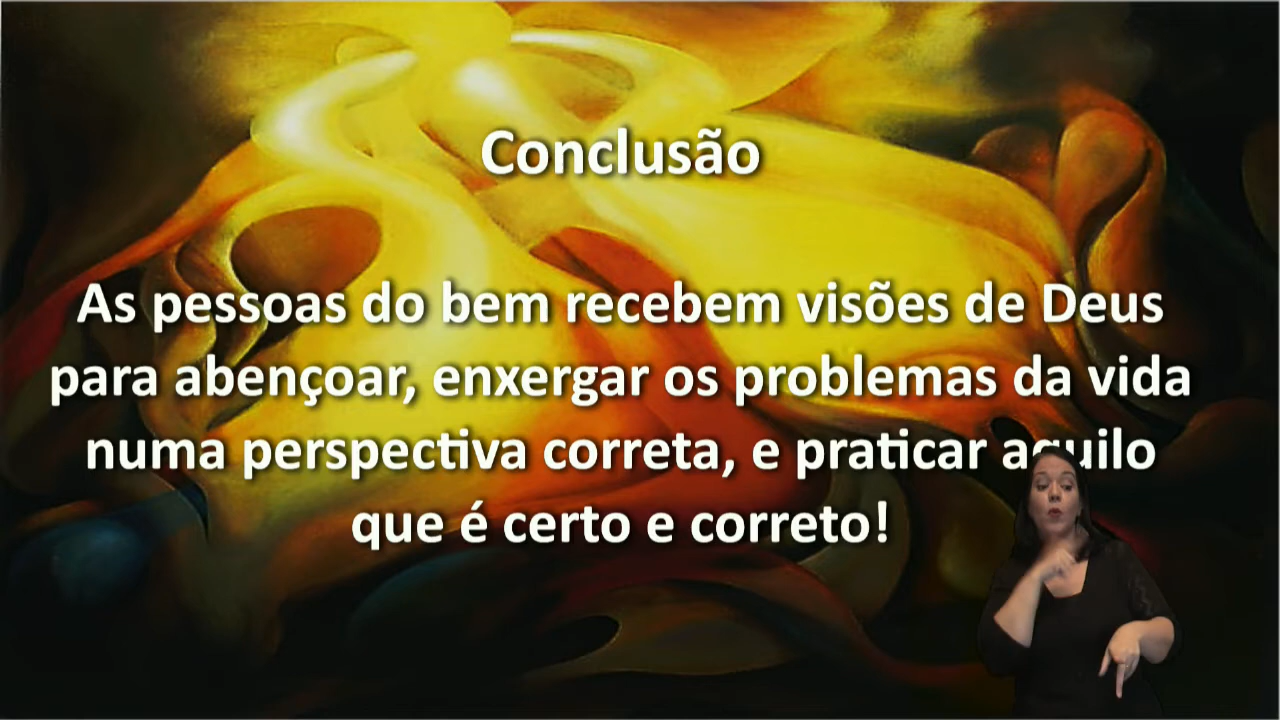 Conclusão
As pessoas do bem recebem visões de Deus
para abençoar, enxergar os problemas da vida
numa perspectiva correta, e praticar aquilo
que é certo e correto!